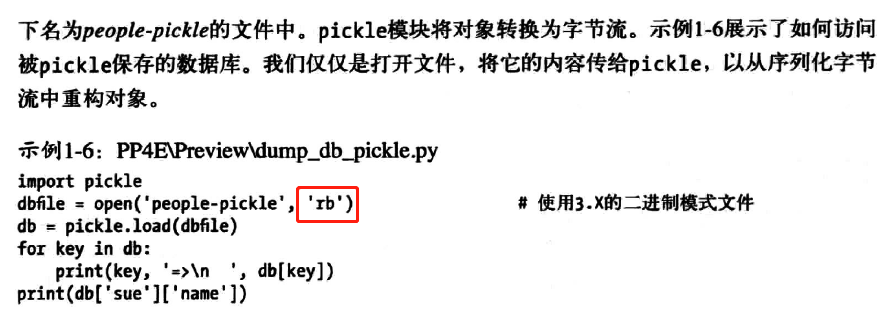 下名为people-pickle的文件中。pickle模块将对象转换为字节流。示例1-6展示了如何访问
被pickle保存的数据库。我们仅仅是打开文件，将它的内容传给pickle，以从序列化字节
流中重构对象。
示例1-6：PP4E\Preview\dump_db_pickle.py
import pickle
dbfile = open('people-pickle', 'rb') # 使用3.X的二进制模式文件
db = pickle.load(dbfile)
for key in db:
    print(key, '=>\n  ', db[key])
print(db['sue']['name'])